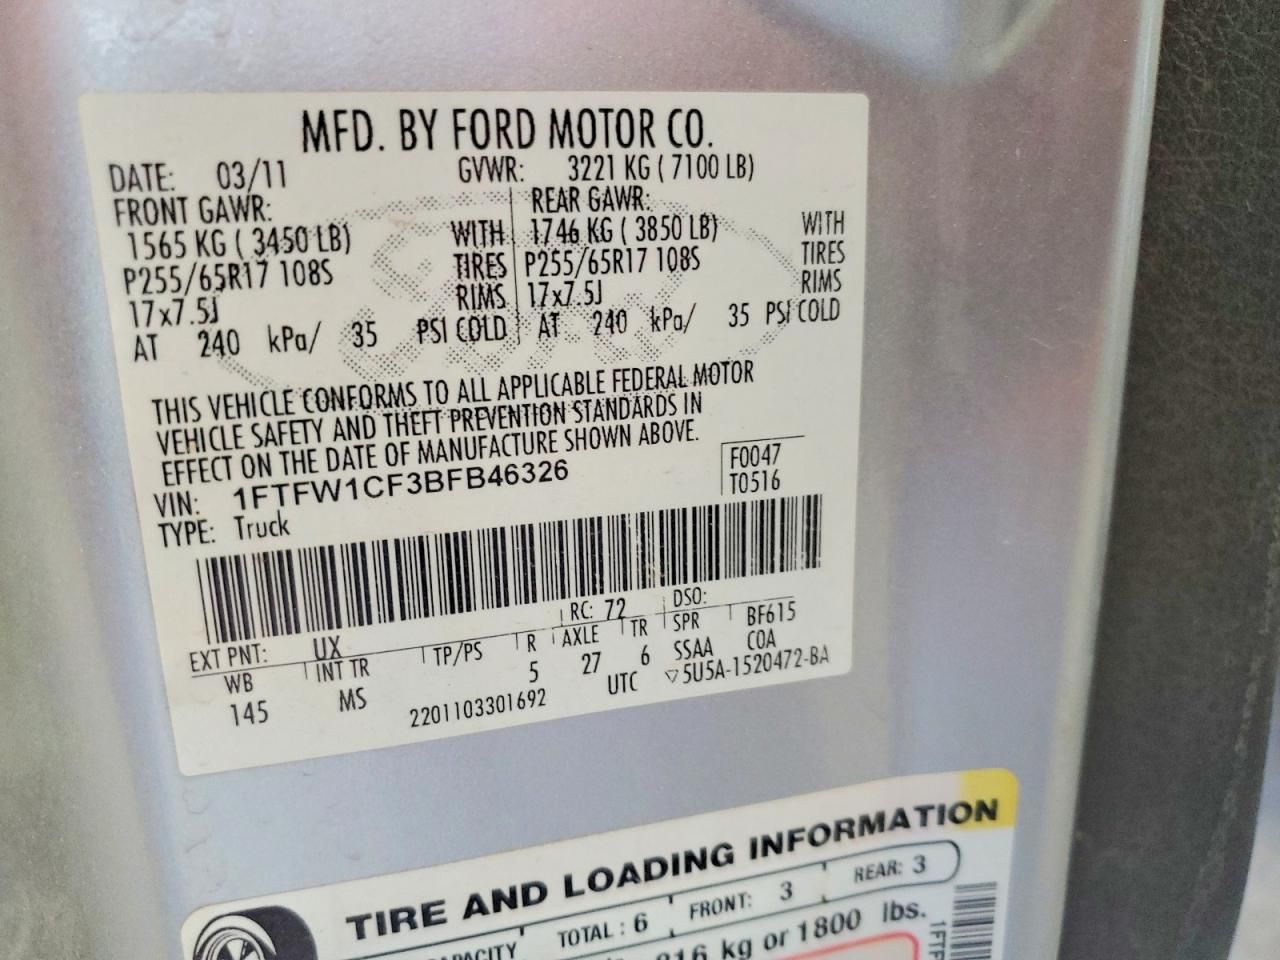 MFD. BY FORD MOTOR CO.
DATE: 03/11 GVWR: 3221 KG ( 7100 LB)
FRONT GAWR: REAR GAWR:
1565 KG ( 3450 LB) WITH 1746 KG ( 3850 LB) WITH
P255/65R17 108S TIRES P255/65R17 108S TIRES
17x7.5J RIMS 17x7.5J RIMS
AT 240 kPa/ 35 PSI COLD AT 240 kPa/ 35 PSI COLD
THIS VEHICLE CONFORMS TO ALL APPLICABLE FEDERAL MOTOR
VEHICLE SAFETY AND THEFT PREVENTION STANDARDS IN
EFFECT ON THE DATE OF MANUFACTURE SHOWN ABOVE.
F0047
VIN: 1FTFW1CF3BFB46326
T0516
TYPE: Truck
EXT PNT: UX RC: 72 DSO:
WB INT TR TP/PS R AXLE TR SPR BF615
145 MS 5 27 6 SSAA COA
2201103301692 UTC ▽5U5A-1520472-BA
TIRE AND LOADING INFORMATION
TOTAL : 6 FRONT: 3 REAR: 3
kg or 1800 lbs.